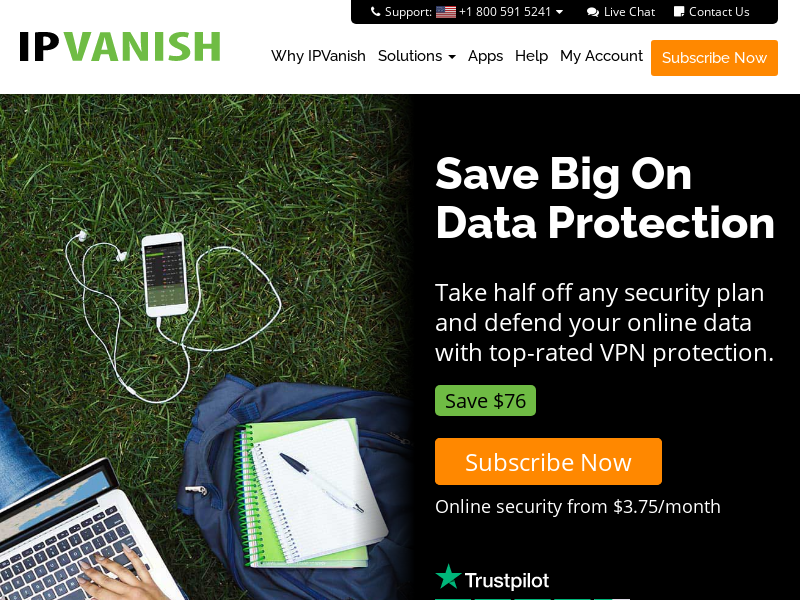 Support: +1 800 591 5241 Live Chat Contact Us
IPVANISH
Why IPVanish Solutions Apps Help My Account Subscribe Now
Save Big On
Data Protection
Take half off any security plan
and defend your online data
with top-rated VPN protection.
Save $76
Subscribe Now
Online security from $3.75/month
Trustpilot